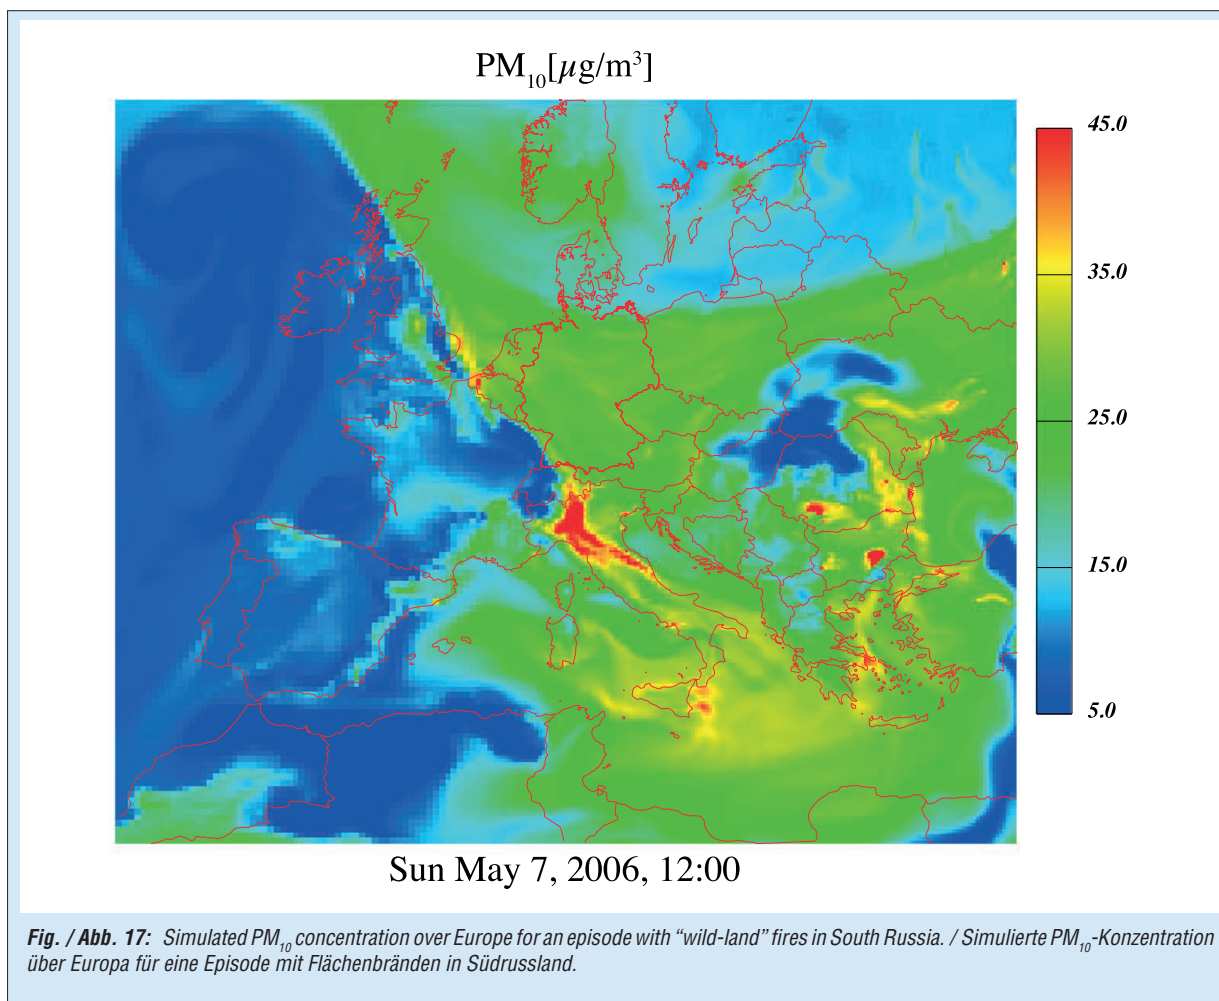 PM₁₀[µg/m³]
45.0
35.0
25.0
15.0
5.0
Sun May 7, 2006, 12:00
Fig. / Abb. 17: Simulated PM₁₀ concentration over Europe for an episode with “wild-land” fires in South Russia. / Simulierte PM₁₀-Konzentration
über Europa für eine Episode mit Flächenbränden in Südrussland.